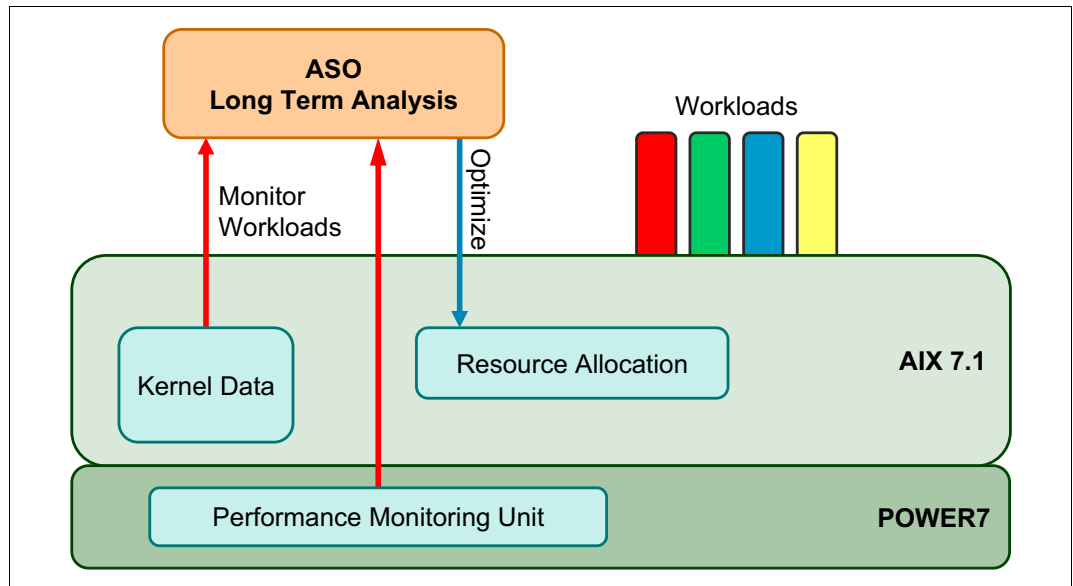 ASO
Long Term Analysis
Workloads
Monitor
Workloads
Optimize
Kernel Data
Resource Allocation
AIX 7.1
Performance Monitoring Unit
POWER7